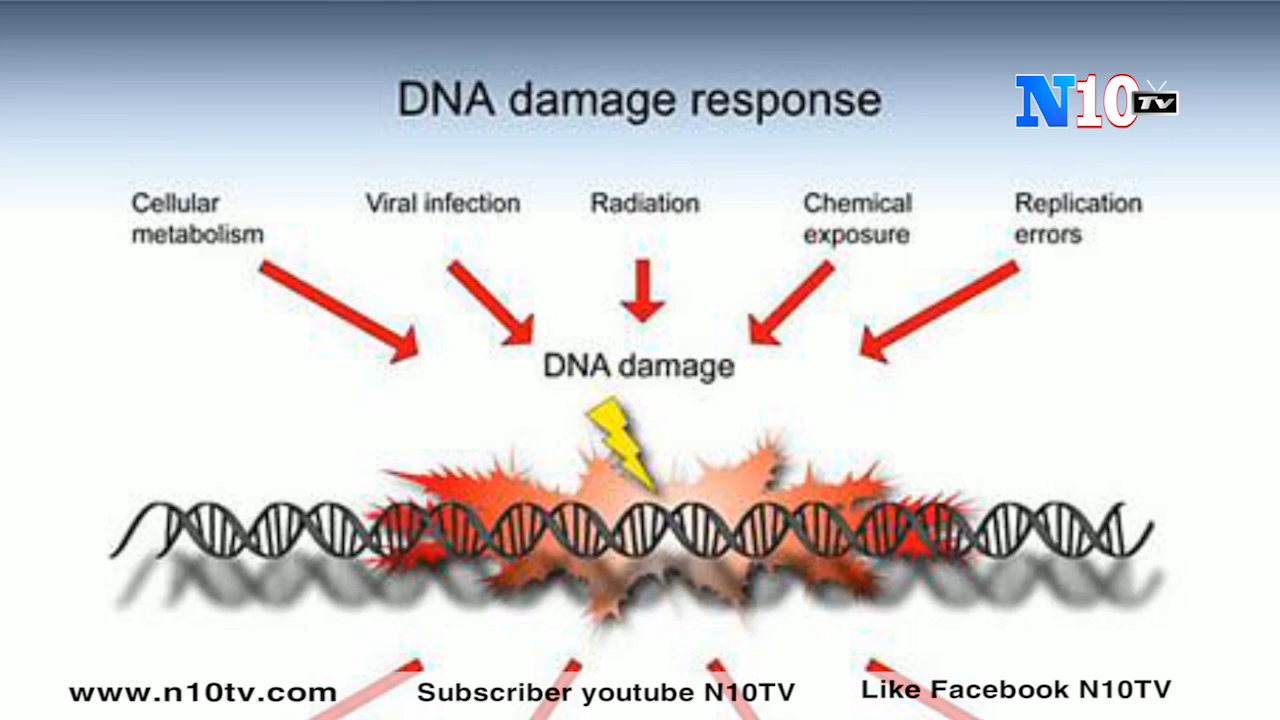 DNA damage response
N10 TV
Cellular
metabolism
Viral infection
Radiation
Chemical
exposure
Replication
errors
DNA damage
www.n10tv.com
Subscriber youtube N10TV
Like Facebook N10TV